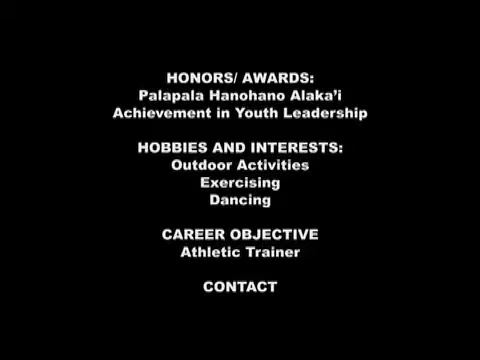 HONORS/ AWARDS:
Palapala Hanohano Alaka’i
Achievement in Youth Leadership
HOBBIES AND INTERESTS:
Outdoor Activities
Exercising
Dancing
CAREER OBJECTIVE
Athletic Trainer
CONTACT